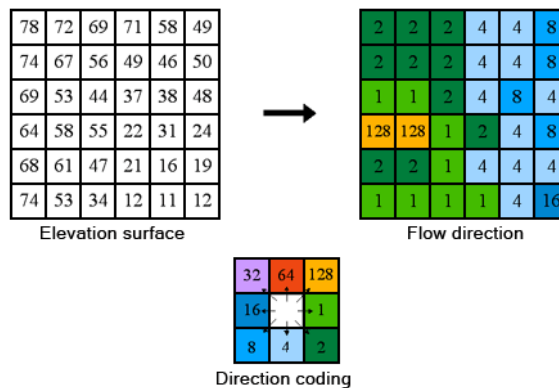 78 72 69 71 58 49 2 2 2 4 4 8
74 67 56 49 46 50 2 2 2 4 4 8
69 53 44 37 38 48 1 1 2 4 8 4
64 58 55 22 31 24 128 128 1 2 4 8
68 61 47 21 16 19 2 2 1 4 4 4
74 53 34 12 11 12 1 1 1 1 4 16
Elevation surface Flow direction
32 64 128
16 1
8 4 2
Direction coding